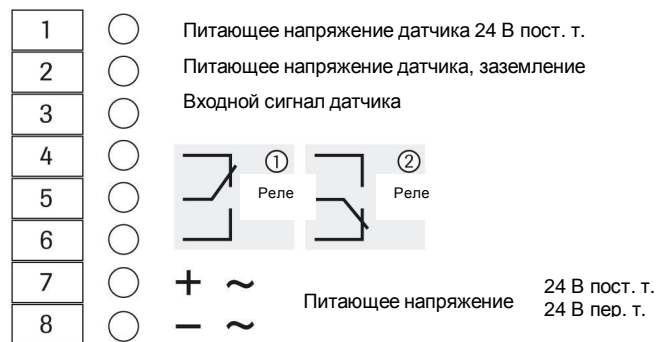 1 Питающее напряжение датчика 24 В пост. т.
2 Питающее напряжение датчика, заземление
3 Входной сигнал датчика
4 ① ②
5 Реле Реле
6
7 + ~ 24 В пост. т.
Питающее напряжение
8 − ~ 24 В пер. т.